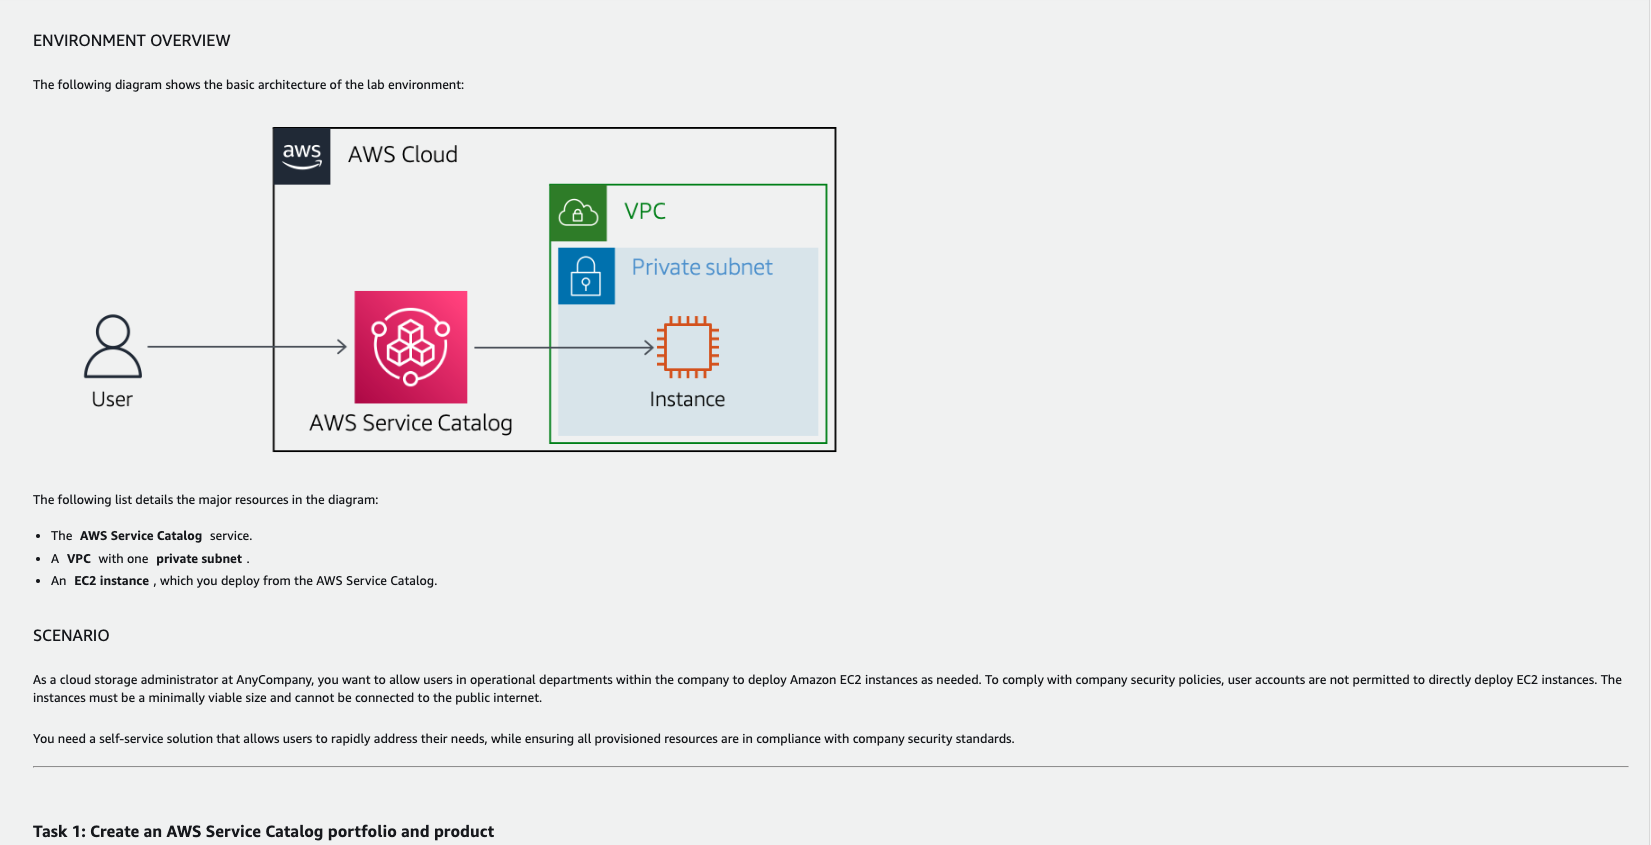 ENVIRONMENT OVERVIEW
The following diagram shows the basic architecture of the lab environment:
aws
AWS Cloud
VPC
Private subnet
User
AWS Service Catalog
Instance
The following list details the major resources in the diagram:
• The AWS Service Catalog service.
• A VPC with one private subnet .
• An EC2 instance , which you deploy from the AWS Service Catalog.
SCENARIO
As a cloud storage administrator at AnyCompany, you want to allow users in operational departments within the company to deploy Amazon EC2 instances as needed. To comply with company security policies, user accounts are not permitted to directly deploy EC2 instances. The
instances must be a minimally viable size and cannot be connected to the public internet.
You need a self-service solution that allows users to rapidly address their needs, while ensuring all provisioned resources are in compliance with company security standards.
Task 1: Create an AWS Service Catalog portfolio and product